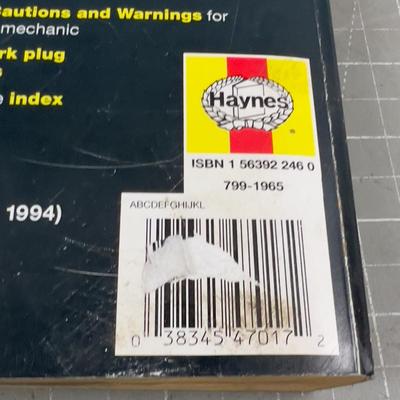 Cautions and Warnings for
mechanic
rk plug
s
e index
Haynes
®
ISBN 1 56392 246 0
799-1965
1994)
ABCDEFGHIJKL
0 38345 47017 2